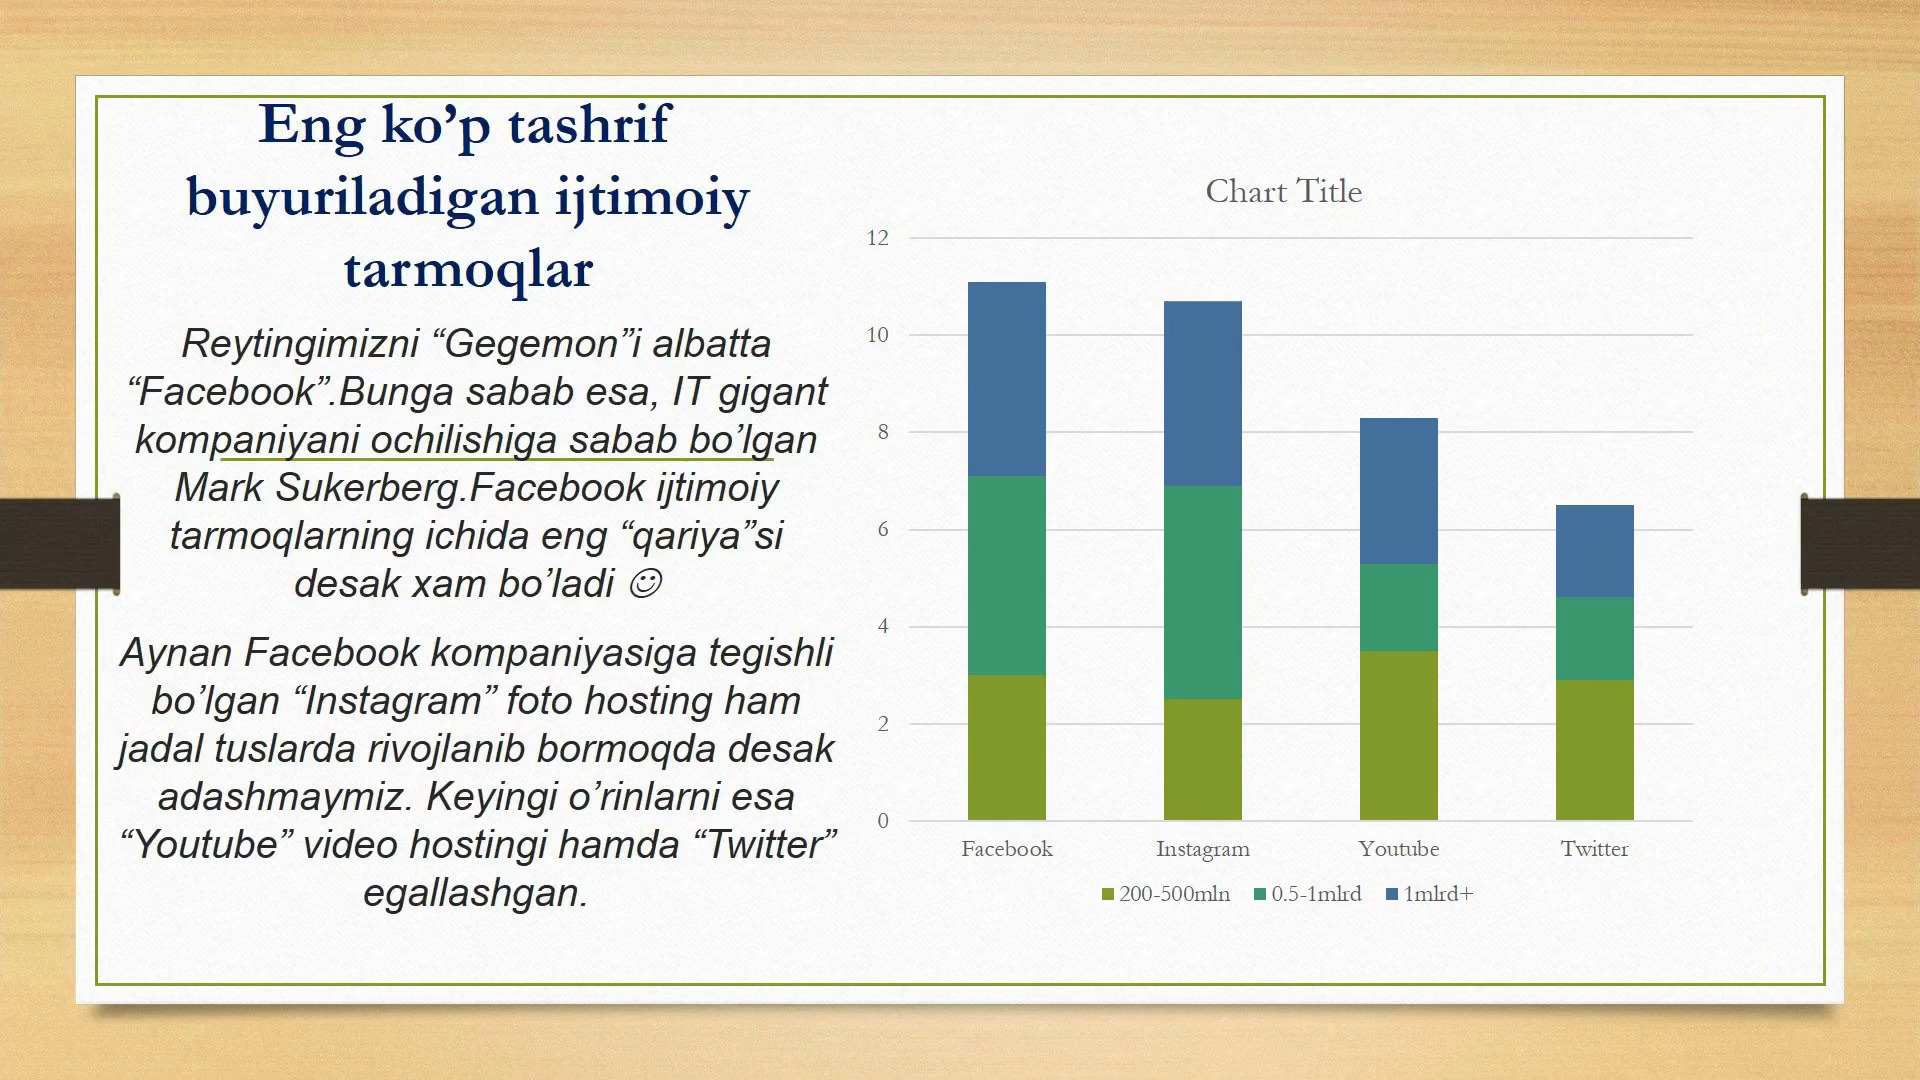 Eng ko’p tashrif
buyuriladigan ijtimoiy
tarmoqlar
Reytingimizni “Gegemon”i albatta
“Facebook”.Bunga sabab esa, IT gigant
kompaniyani ochilishiga sabab bo’lgan
Mark Sukerberg.Facebook ijtimoiy
tarmoqlarning ichida eng “qariya”si
desak xam bo’ladi ☺
Aynan Facebook kompaniyasiga tegishli
bo’lgan “Instagram” foto hosting ham
jadal tuslarda rivojlanib bormoqda desak
adashmaymiz. Keyingi o’rinlarni esa
“Youtube” video hostingi hamda “Twitter”
egallashgan.
Chart Title
12
10
8
6
4
2
0
Facebook Instagram Youtube Twitter
200-500mln 0.5-1mlrd 1mlrd+